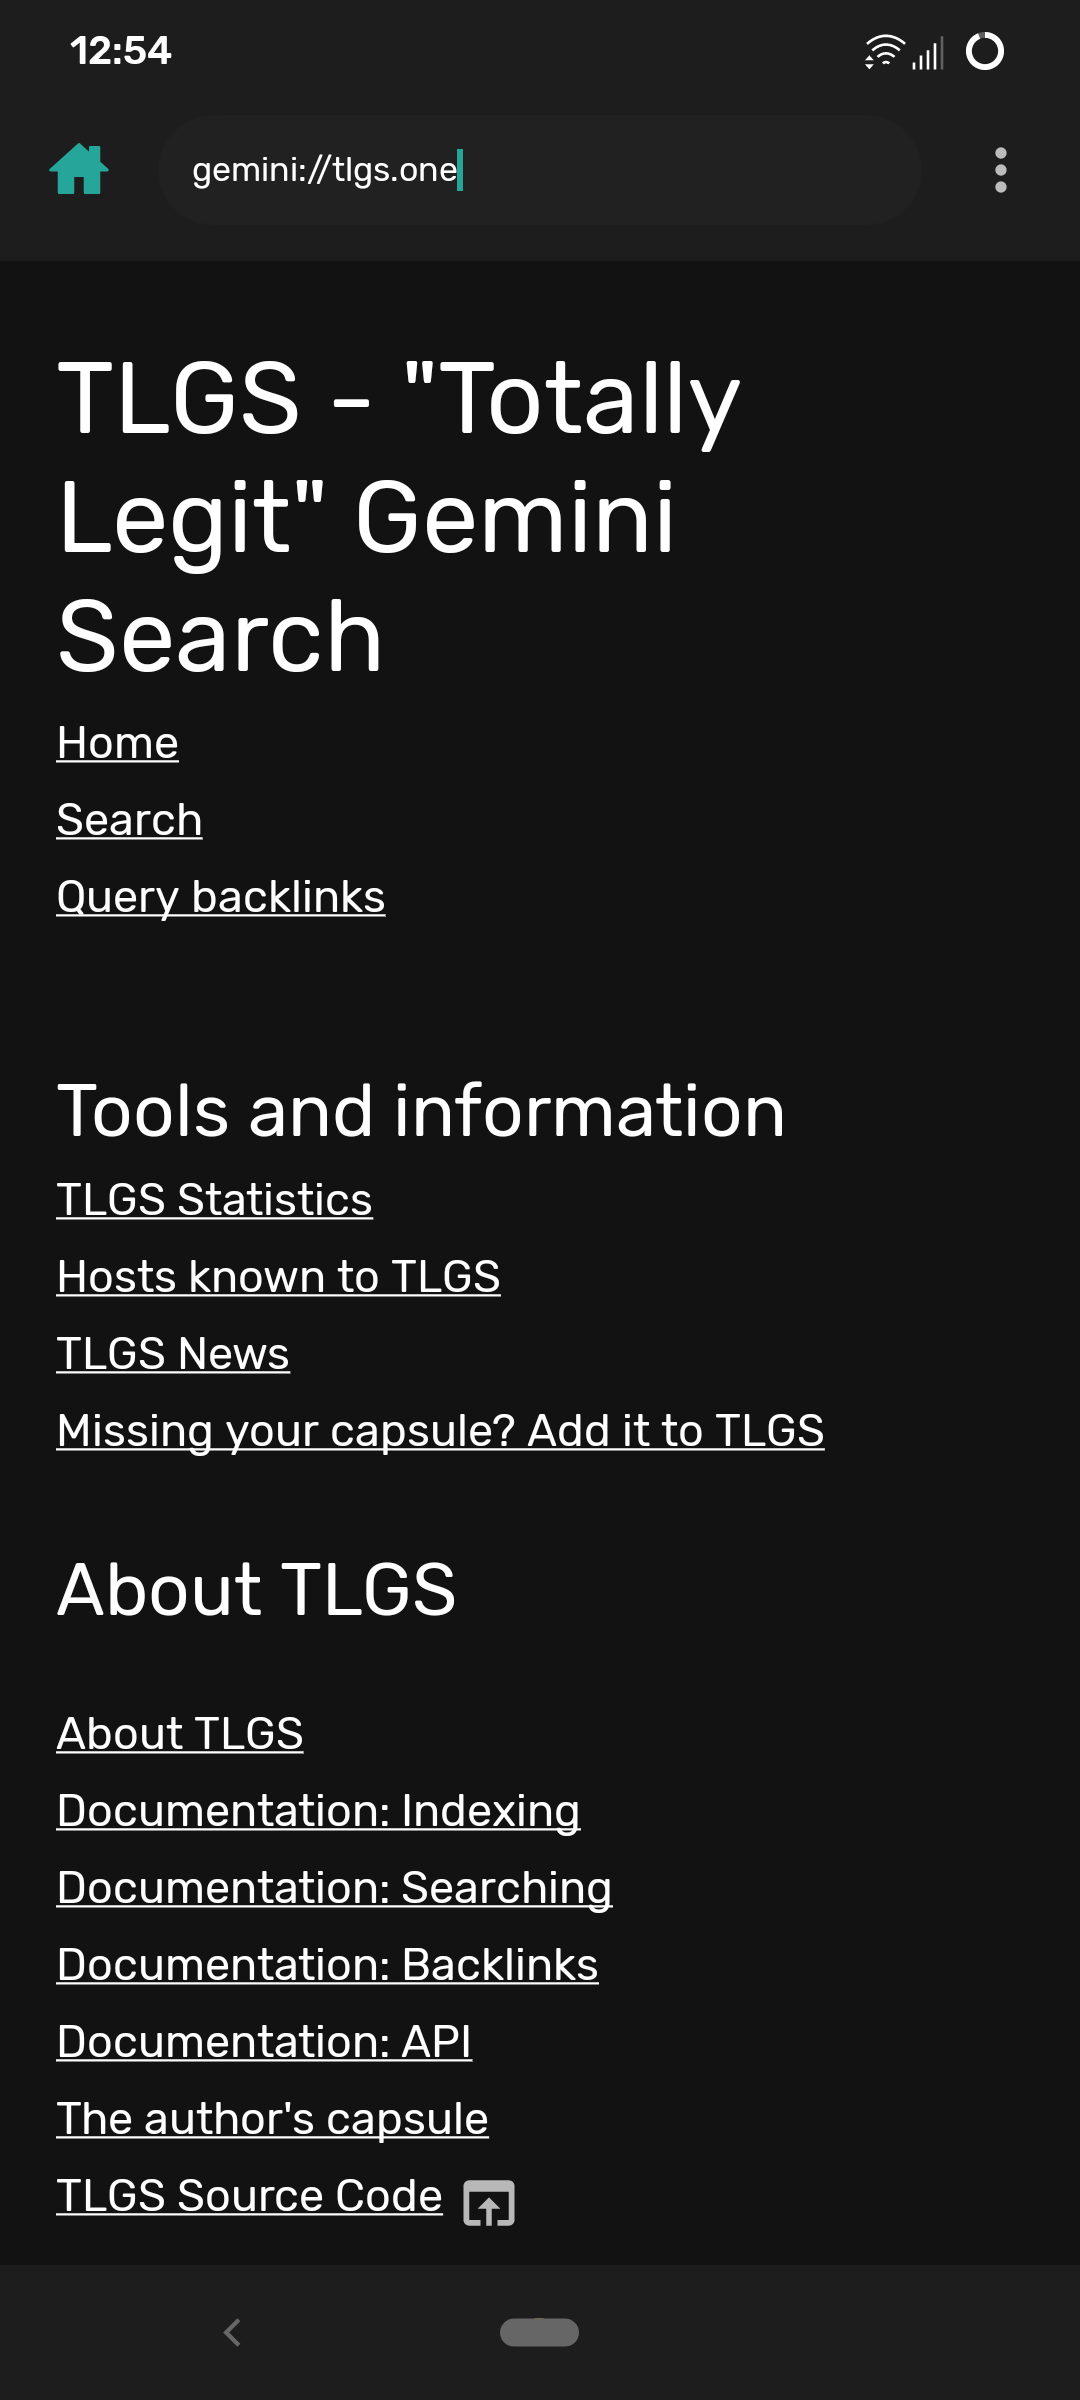 12:54
gemini://tlgs.one
TLGS - "Totally
Legit" Gemini
Search
Home
Search
Query backlinks
Tools and information
TLGS Statistics
Hosts known to TLGS
TLGS News
Missing your capsule? Add it to TLGS
About TLGS
About TLGS
Documentation: Indexing
Documentation: Searching
Documentation: Backlinks
Documentation: API
The author's capsule
TLGS Source Code